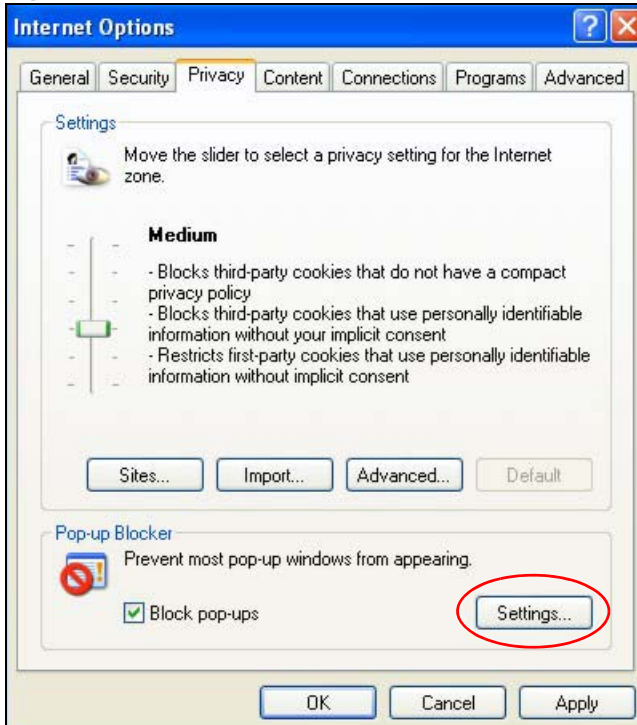 Internet Options
General Security Privacy Content Connections Programs Advanced
Settings
Move the slider to select a privacy setting for the Internet
zone.
Medium
- Blocks third-party cookies that do not have a compact
privacy policy
- Blocks third-party cookies that use personally identifiable
information without your implicit consent
- Restricts first-party cookies that use personally identifiable
information without implicit consent
Sites... Import... Advanced... Default
Pop-up Blocker
Prevent most pop-up windows from appearing.
Block pop-ups Settings...
OK Cancel Apply